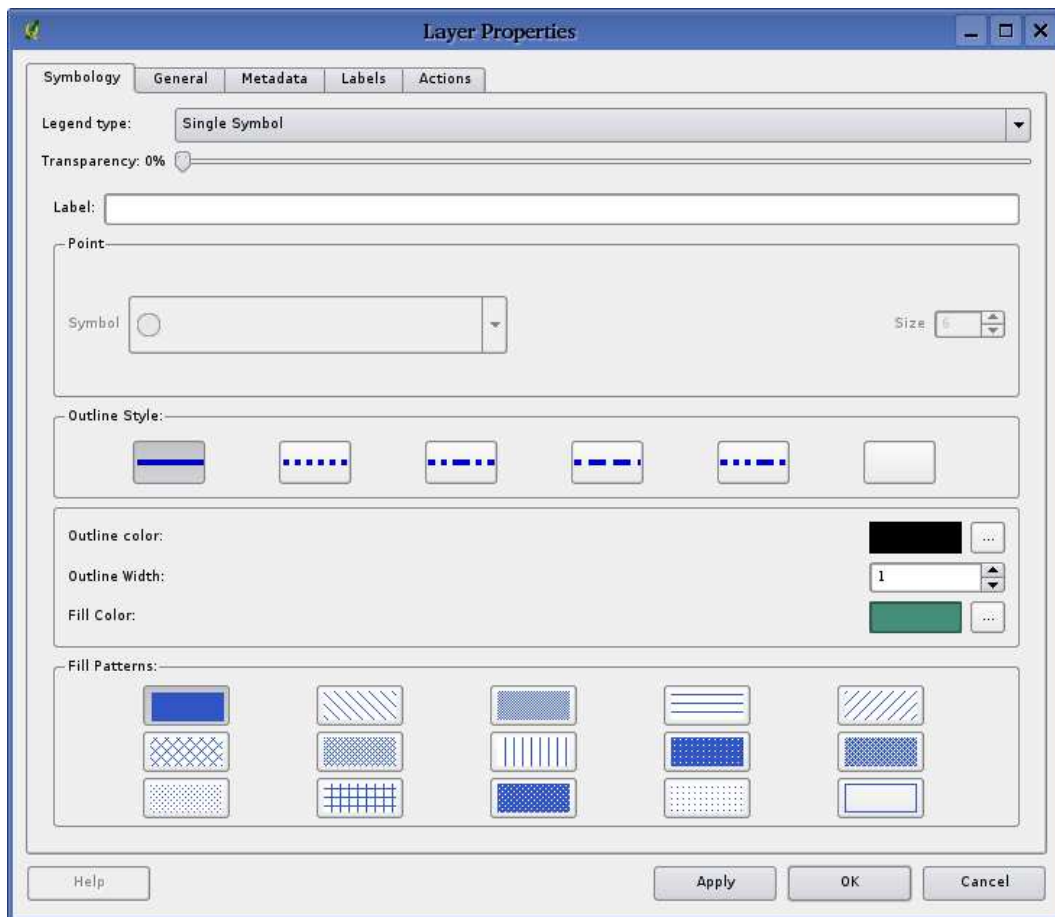 Layer Properties
Symbology General Metadata Labels Actions
Legend type: Single Symbol
Transparency: 0%
Label:
Point
Symbol Size 6
Outline Style:
Outline color: ...
Outline Width: 1
Fill Color: ...
Fill Patterns:
Help Apply OK Cancel